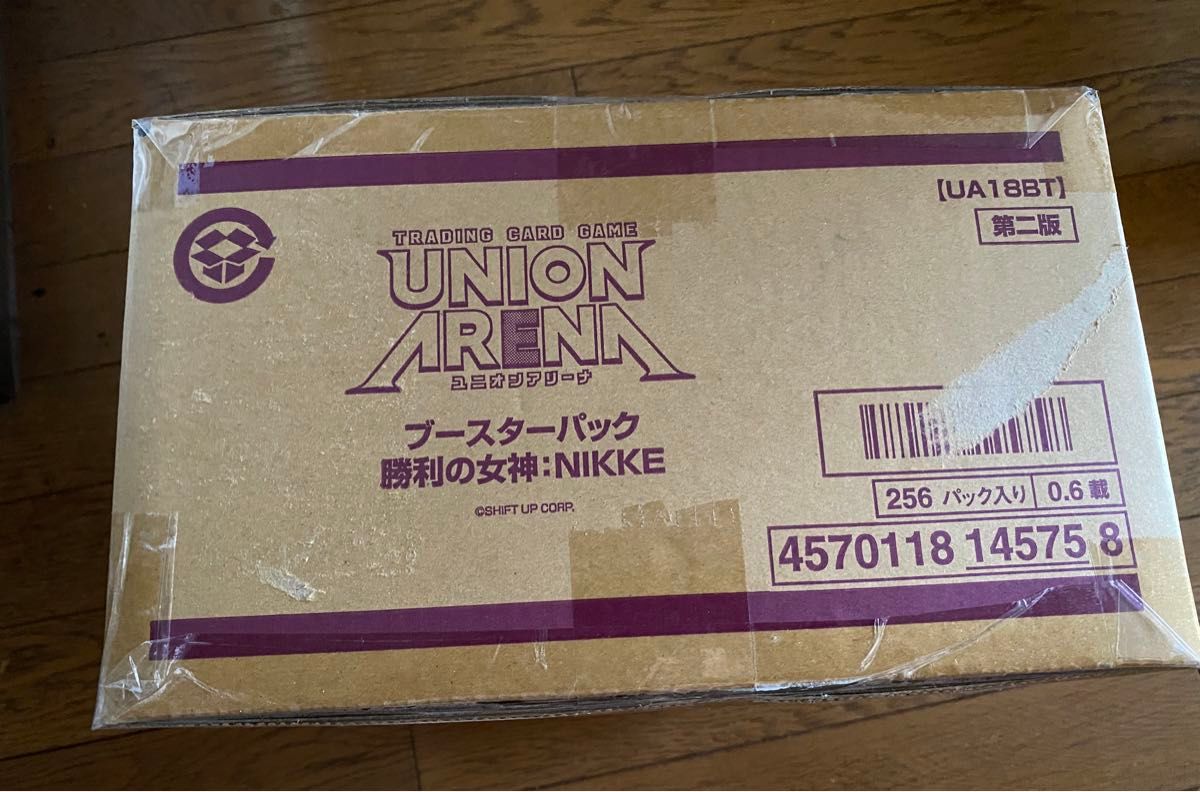 【UA18BT】
第二版
TRADING CARD GAME
UNION
ARENA
ユニオンアリーナ
ブースターパック
勝利の女神:NIKKE
©SHIFT UP CORP.
256 パック入り
0.6 載
4570118 14575 8